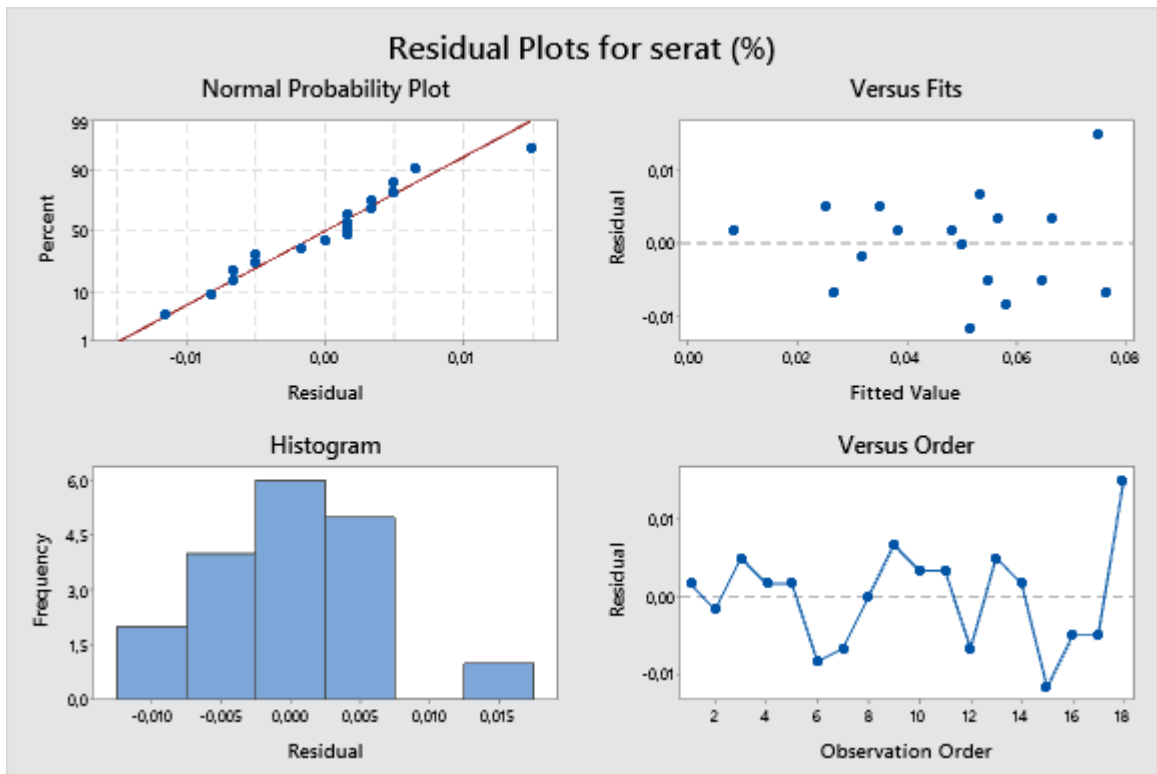 Residual Plots for serat (%)
Normal Probability Plot
99
90
50
10
1
Percent
-0,01 0,00 0,01
Residual
Versus Fits
0,01
0,00
-0,01
Residual
0,00 0,02 0,04 0,06 0,08
Fitted Value
Histogram
6,0
4,5
3,0
1,5
0,0
Frequency
-0,010 -0,005 0,000 0,005 0,010 0,015
Residual
Versus Order
0,01
0,00
-0,01
Residual
2 4 6 8 10 12 14 16 18
Observation Order